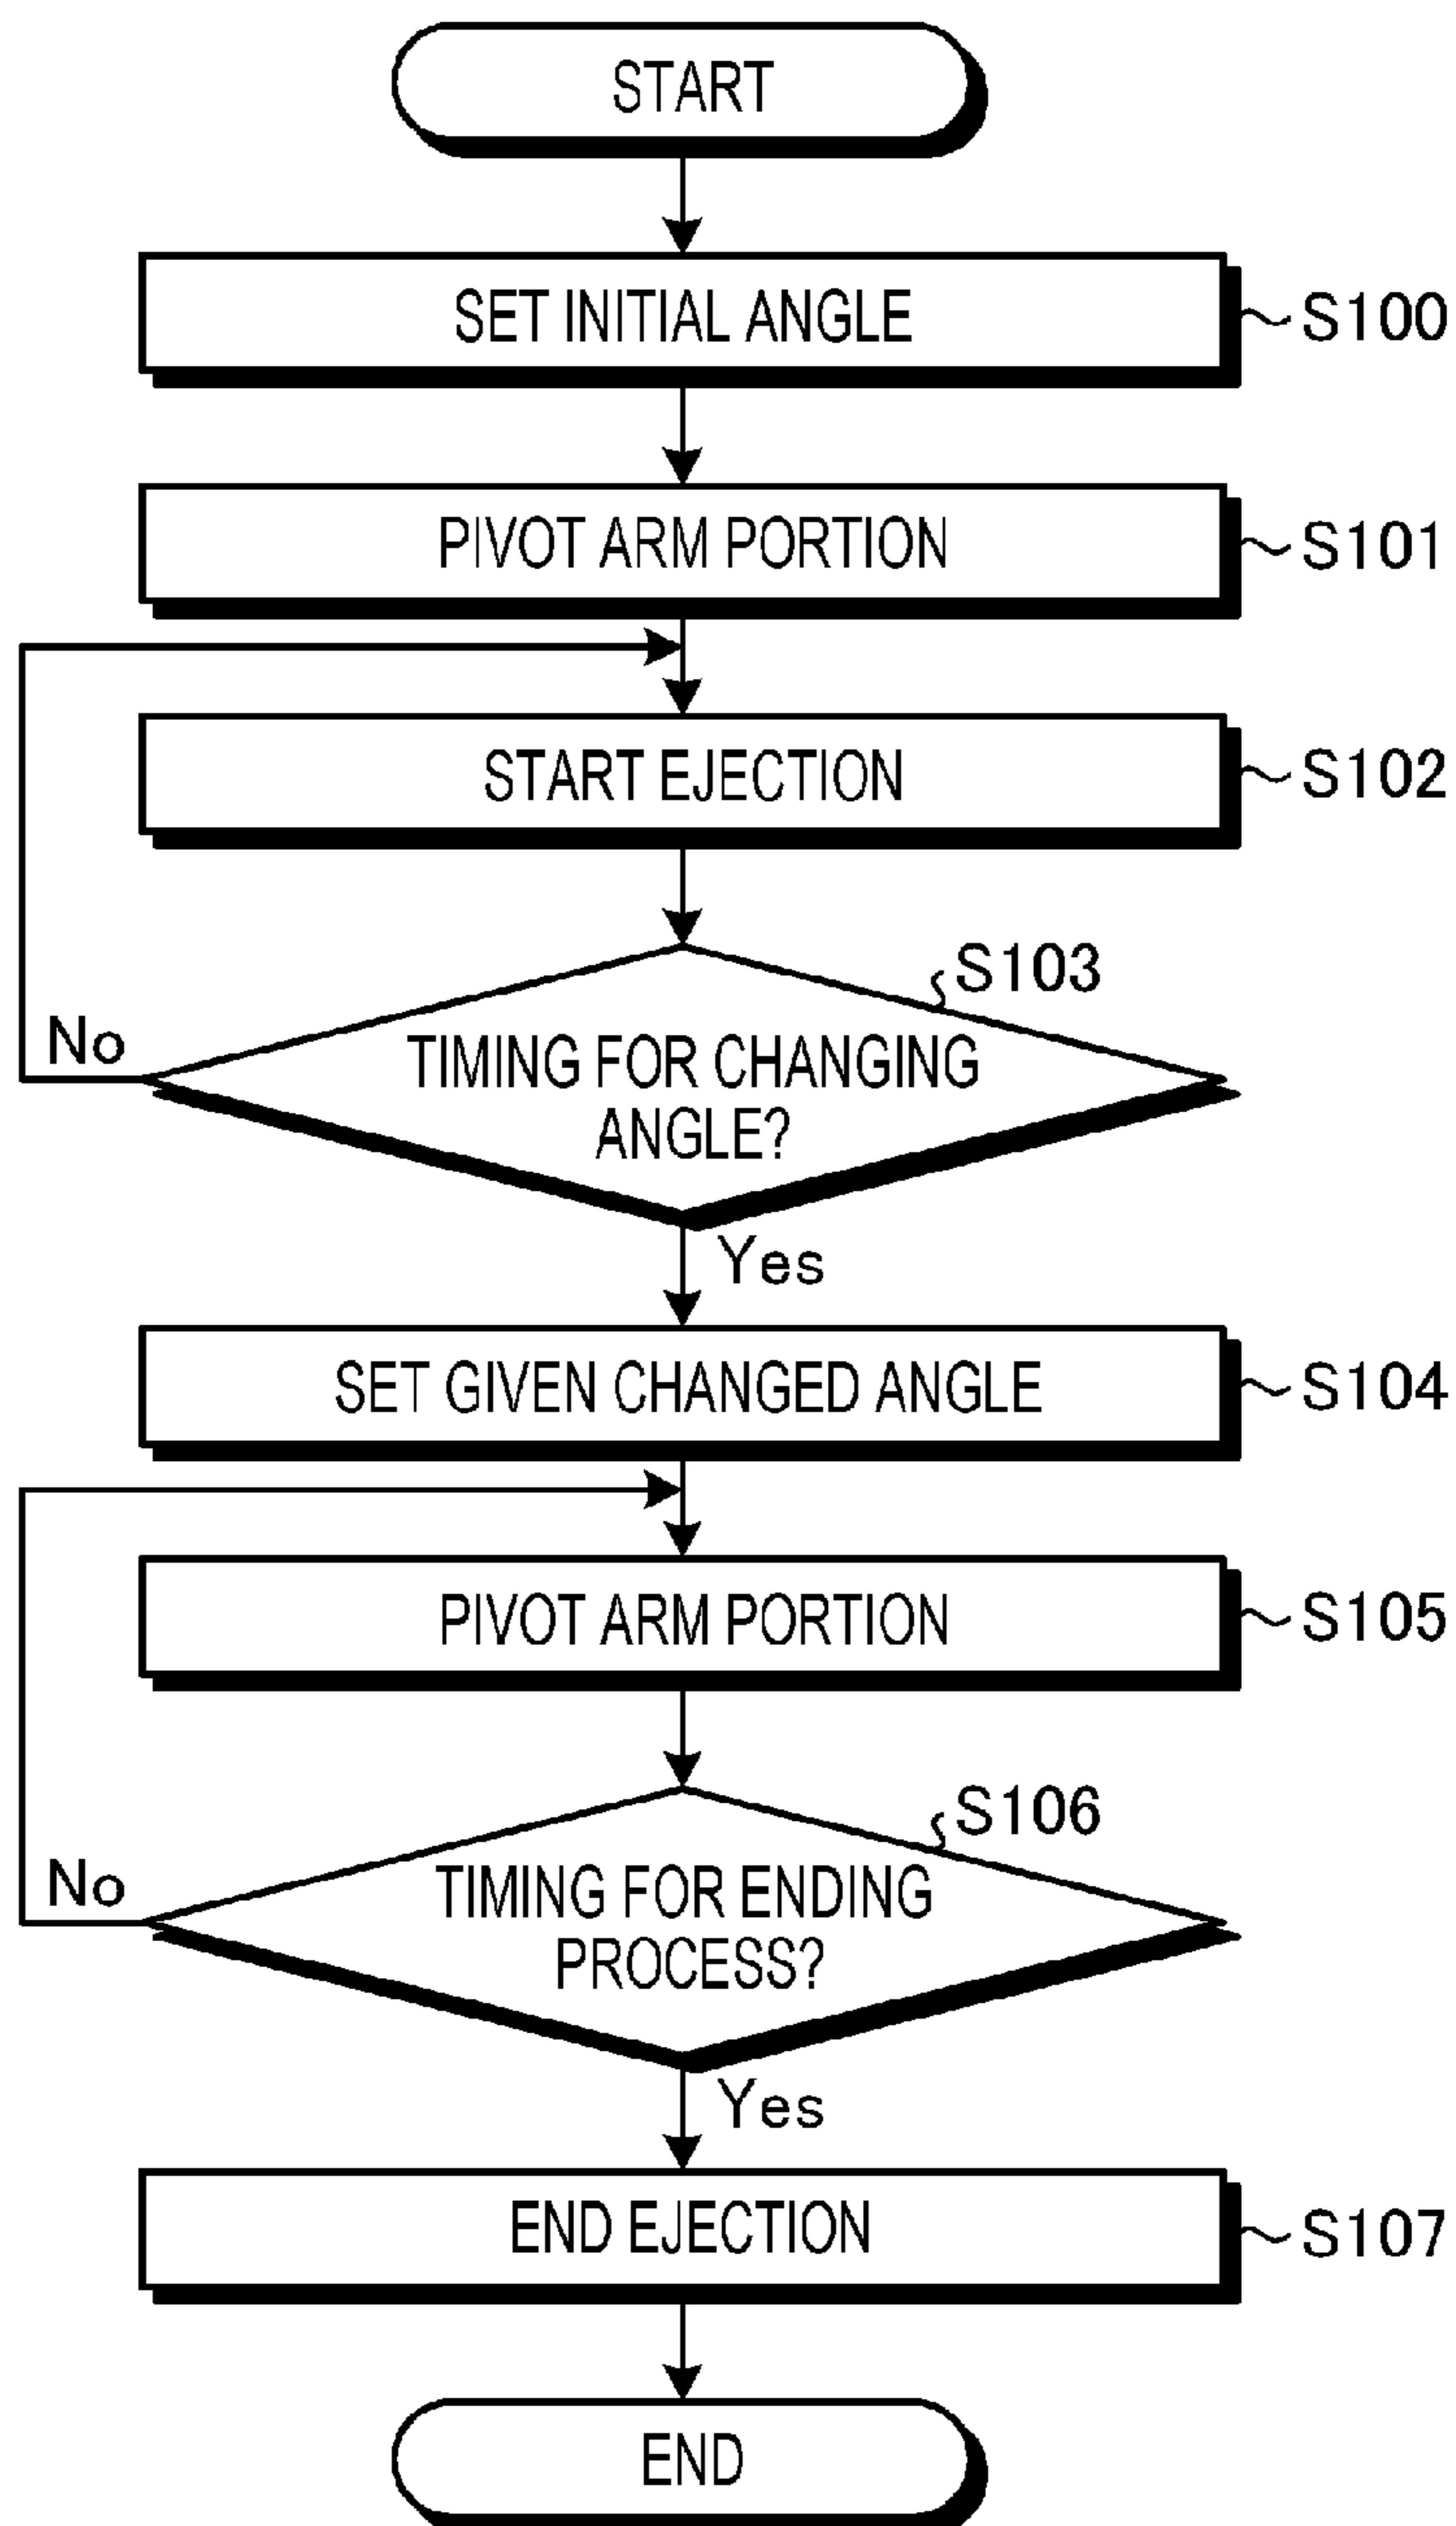 START
SET INITIAL ANGLE
S100
PIVOT ARM PORTION
S101
START EJECTION
S102
S103
TIMING FOR CHANGING
ANGLE?
No
Yes
SET GIVEN CHANGED ANGLE
S104
PIVOT ARM PORTION
S105
S106
TIMING FOR ENDING
PROCESS?
No
Yes
END EJECTION
S107
END